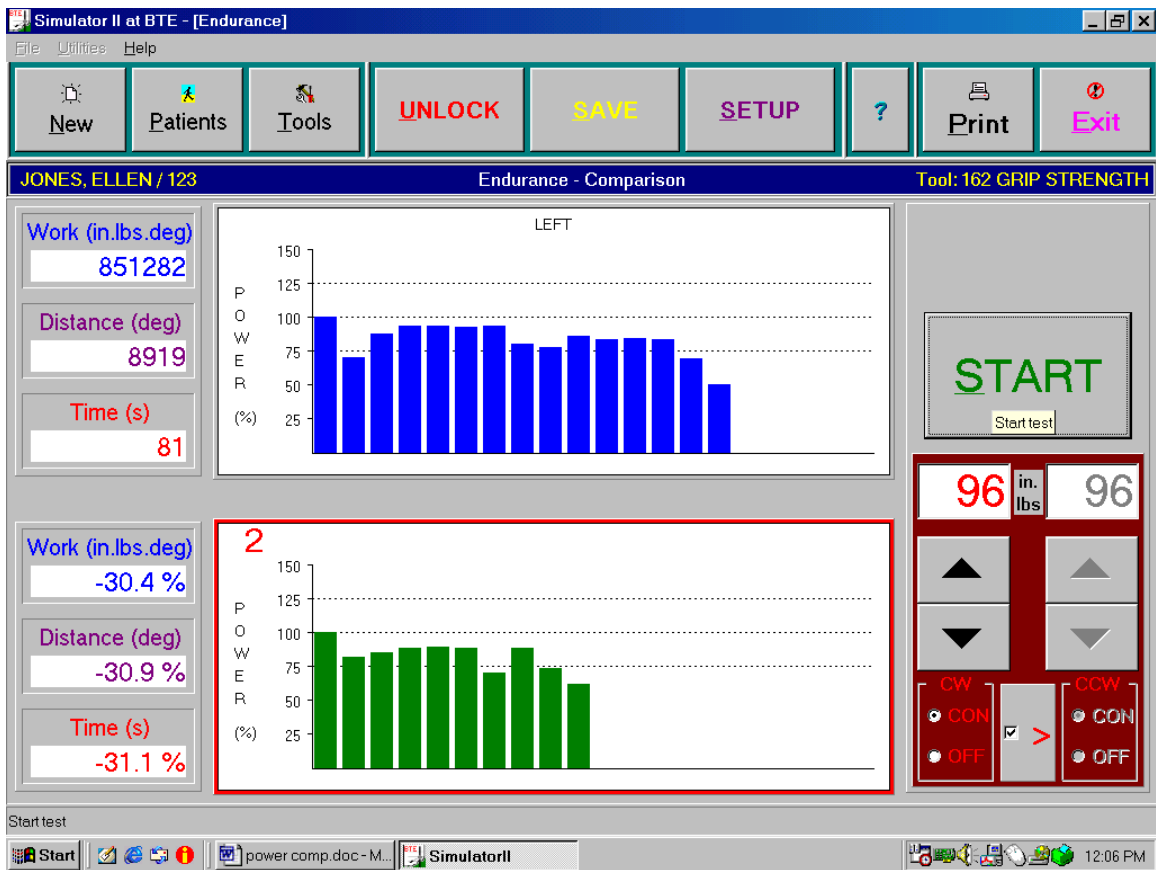 Simulator II at BTE - [Endurance]
File Utilities Help
New Patients Tools UNLOCK SAVE SETUP ? Print Exit
JONES, ELLEN / 123 Endurance - Comparison Tool: 162 GRIP STRENGTH
Work (in.lbs.deg)
851282
Distance (deg)
8919
Time (s)
81
LEFT
POWER
(%)
150
125
100
75
50
25
START
Start test
96 in. lbs 96
Work (in.lbs.deg)
-30.4 %
Distance (deg)
-30.9 %
Time (s)
-31.1 %
2
POWER
(%)
150
125
100
75
50
25
CW CCW
CON > CON
OFF OFF
Start test
Start power comp.doc - M... SimulatorII 12:06 PM